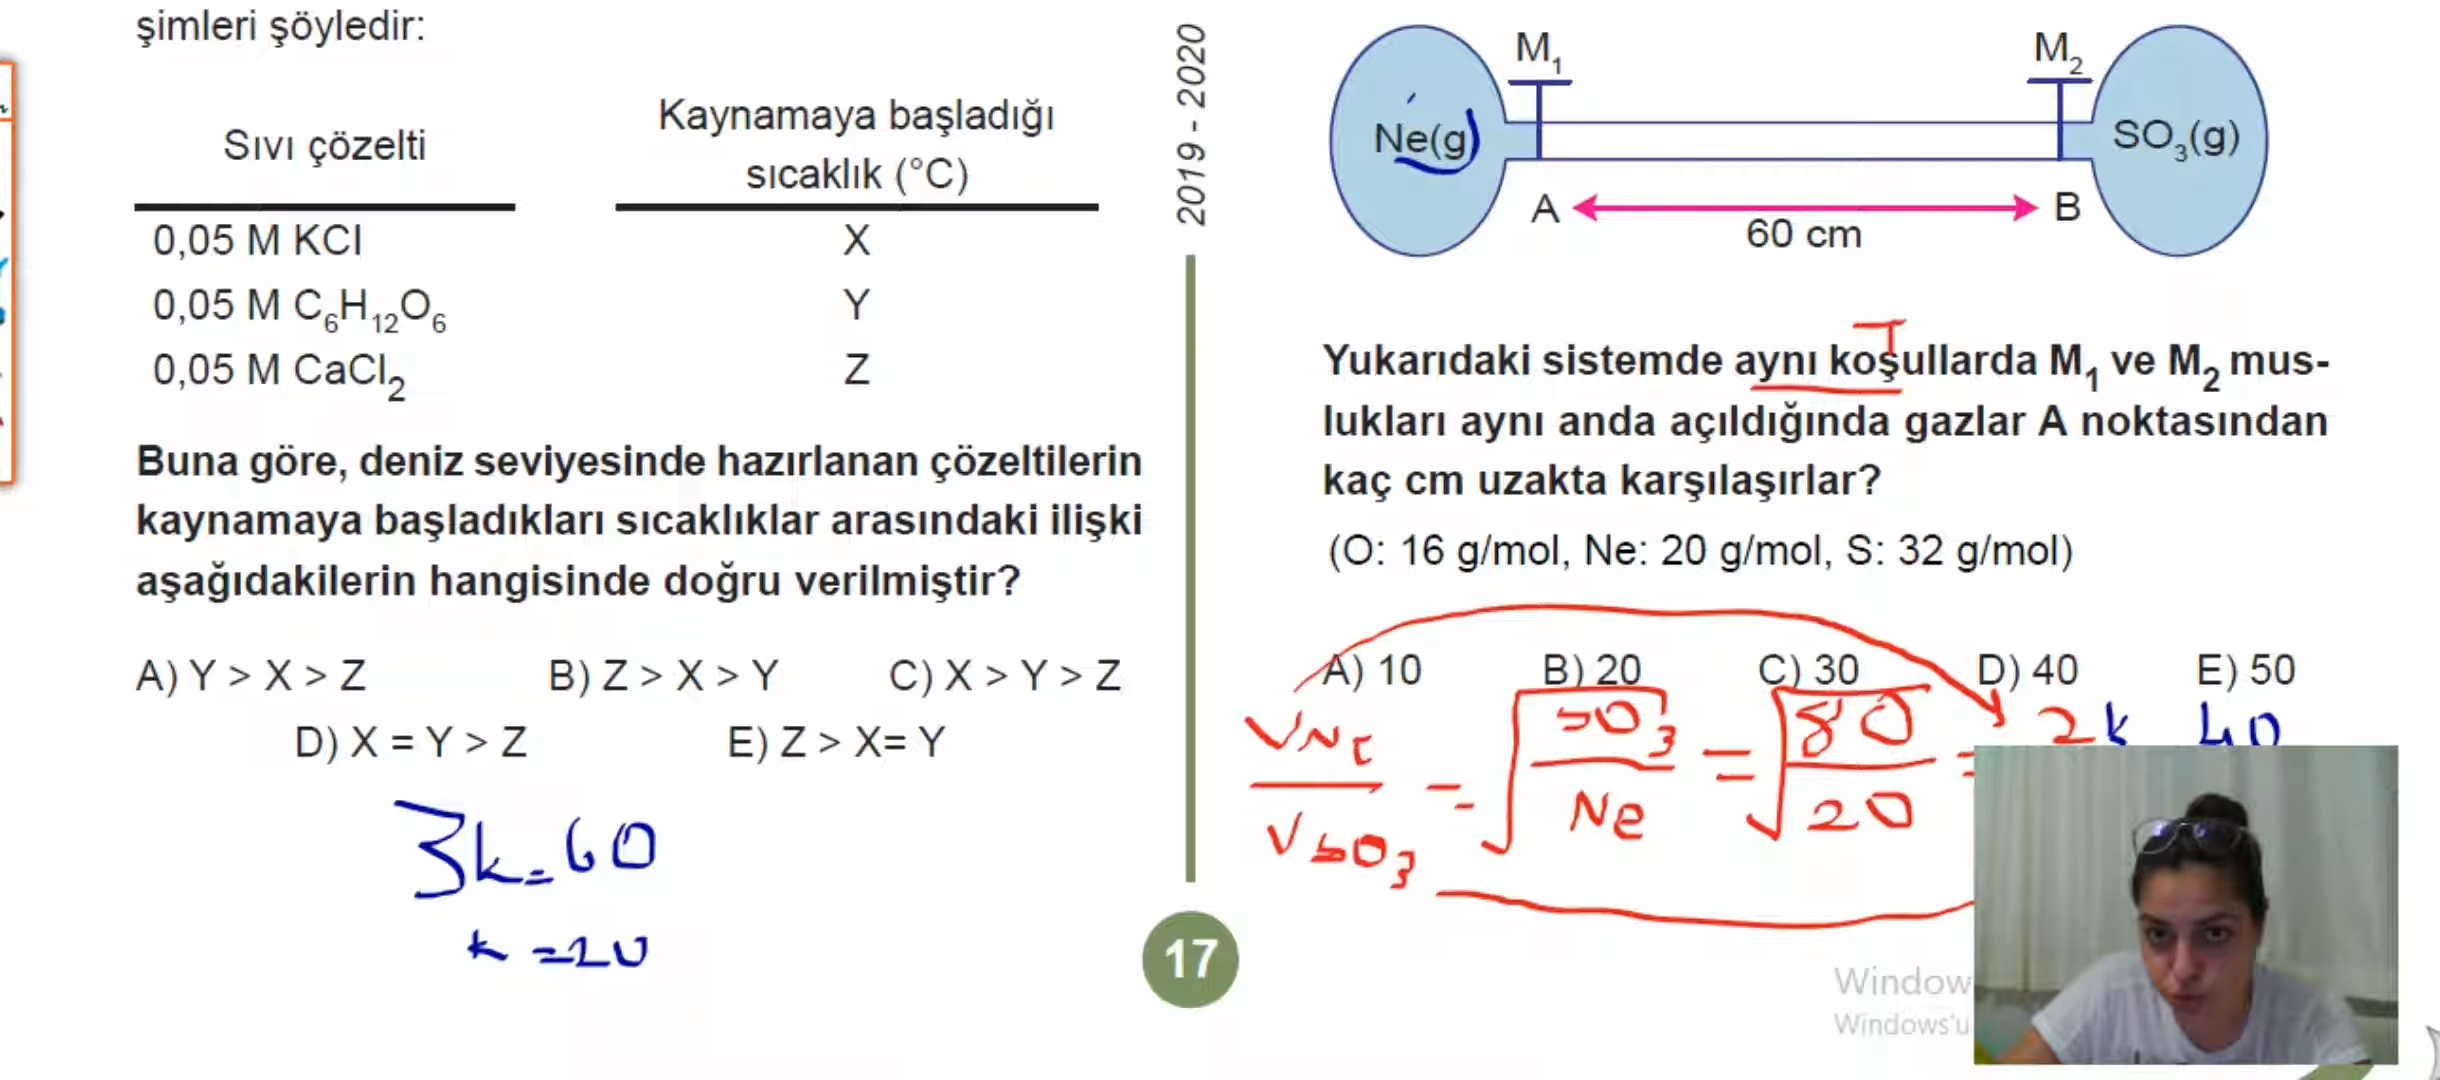 şimleri şöyledir:
Sıvı çözelti
Kaynamaya başladığı
sıcaklık (°C)
0,05 M KCl
X
0,05 M C₆H₁₂O₆
Y
0,05 M CaCl₂
Z
Buna göre, deniz seviyesinde hazırlanan çözeltilerin
kaynamaya başladıkları sıcaklıklar arasındaki ilişki
aşağıdakilerin hangisinde doğru verilmiştir?
A) Y > X > Z
B) Z > X > Y
C) X > Y > Z
D) X = Y > Z
E) Z > X= Y
3k=60
k=20
2019 - 2020
17
M₁
M₂
Ne(g)
SO₃(g)
A
B
60 cm
T
Yukarıdaki sistemde aynı koşullarda M₁ ve M₂ mus-
lukları aynı anda açıldığında gazlar A noktasından
kaç cm uzakta karşılaşırlar?
(O: 16 g/mol, Ne: 20 g/mol, S: 32 g/mol)
A) 10
B) 20
C) 30
D) 40
E) 50
VNe
SO₃
80
2k
40
=
=
=
VSO₃
Ne
20
Window
Windows'u